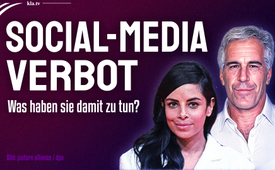 kla.tv
SOCIAL-MEDIA
VERBOT
Was haben sie damit zu tun?